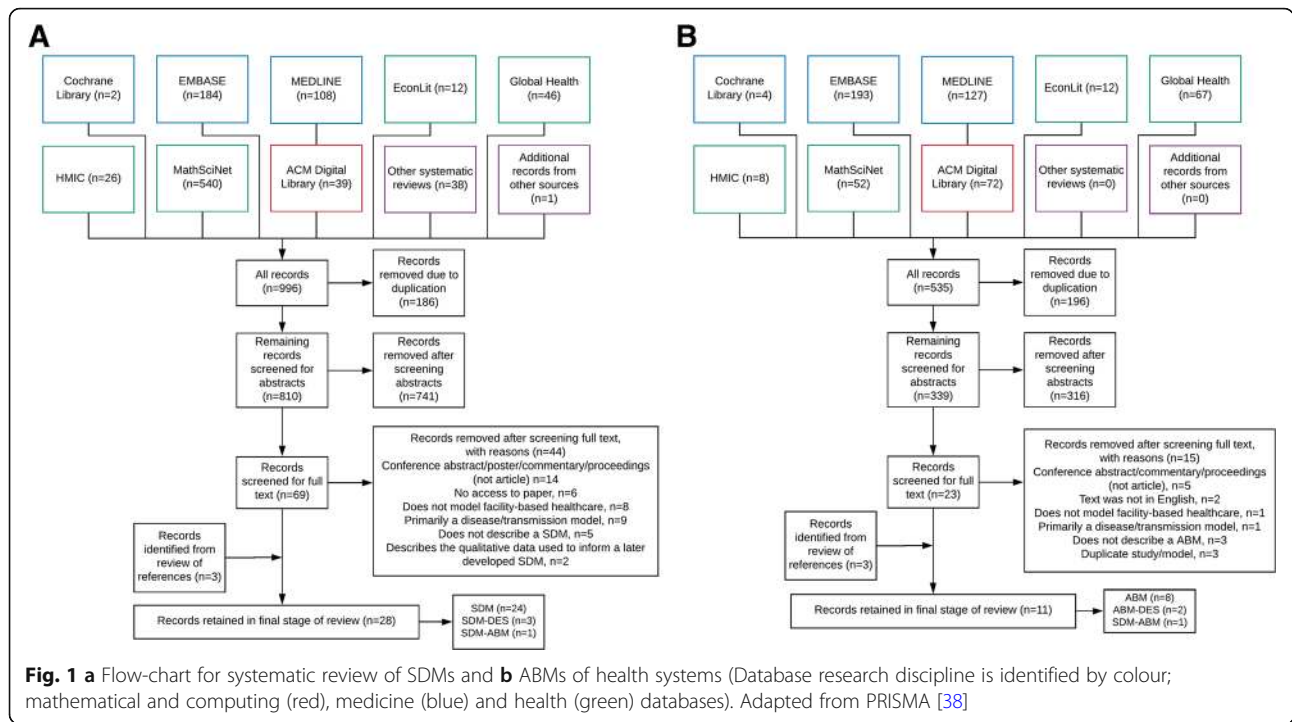 A
Cochrane
Library (n=2)
EMBASE
(n=184)
MEDLINE
(n=108)
EconLit (n=12)
Global Health
(n=46)
HMIC (n=26)
MathSciNet
(n=540)
ACM Digital
Library (n=39)
Other systematic
reviews (n=38)
Additional
records from
other sources
(n=1)
All records
(n=996)
Records
removed due to
duplication
(n=186)
Remaining
records
screened for
abstracts
(n=810)
Records
removed after
screening
abstracts
(n=741)
Records
screened for full
text (n=69)
Records removed after screening full text,
with reasons (n=44)
Conference abstract/poster/commentary/proceedings
(not article) n=14
No access to paper, n=6
Does not model facility-based healthcare, n=8
Primarily a disease/transmission model, n=9
Does not describe a SDM, n=5
Describes the qualitative data used to inform a later
developed SDM, n=2
Records
identified from
review of
references (n=3)
Records retained in final stage of review (n=28)
SDM (n=24)
SDM-DES (n=3)
SDM-ABM (n=1)
B
Cochrane
Library (n=4)
EMBASE
(n=193)
MEDLINE
(n=127)
EconLit (n=12)
Global Health
(n=67)
HMIC (n=8)
MathSciNet
(n=52)
ACM Digital
Library (n=72)
Other systematic
reviews (n=0)
Additional
records from
other sources
(n=0)
All records
(n=535)
Records
removed due to
duplication
(n=196)
Remaining
records
screened for
abstracts
(n=339)
Records
removed after
screening
abstracts
(n=316)
Records
screened for full
text (n=23)
Records removed after screening full text,
with reasons (n=15)
Conference abstract/commentary/proceedings
(not article), n=5
Text was not in English, n=2
Does not model facility-based healthcare, n=1
Primarily a disease/transmission model, n=1
Does not describe a ABM, n=3
Duplicate study/model, n=3
Records
identified from
review of
references (n=3)
Records retained in final stage of review (n=11)
ABM (n=8)
ABM-DES (n=2)
SDM-ABM (n=1)
Fig. 1 a Flow-chart for systematic review of SDMs and b ABMs of health systems (Database research discipline is identified by colour;
mathematical and computing (red), medicine (blue) and health (green) databases). Adapted from PRISMA [38]